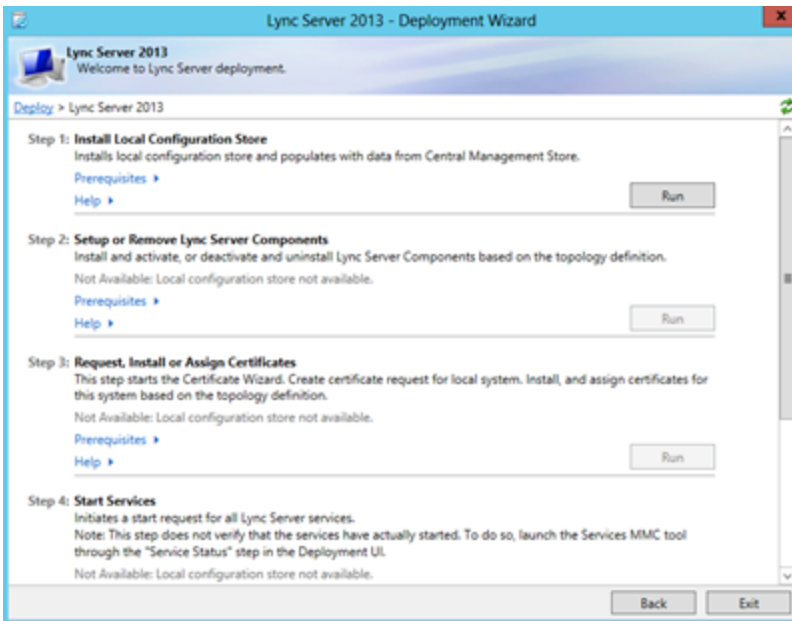 Lync Server 2013 - Deployment Wizard
Lync Server 2013
Welcome to Lync Server deployment.
Deploy > Lync Server 2013
Step 1: Install Local Configuration Store
Installs local configuration store and populates with data from Central Management Store.
Prerequisites
Help
Run
Step 2: Setup or Remove Lync Server Components
Install and activate, or deactivate and uninstall Lync Server Components based on the topology definition.
Not Available: Local configuration store not available.
Prerequisites
Help
Run
Step 3: Request, Install or Assign Certificates
This step starts the Certificate Wizard. Create certificate request for local system. Install, and assign certificates for
this system based on the topology definition.
Not Available: Local configuration store not available.
Prerequisites
Help
Run
Step 4: Start Services
Initiates a start request for all Lync Server services.
Note: This step does not verify that the services have actually started. To do so, launch the Services MMC tool
through the "Service Status" step in the Deployment UI.
Not Available: Local configuration store not available.
Back
Exit